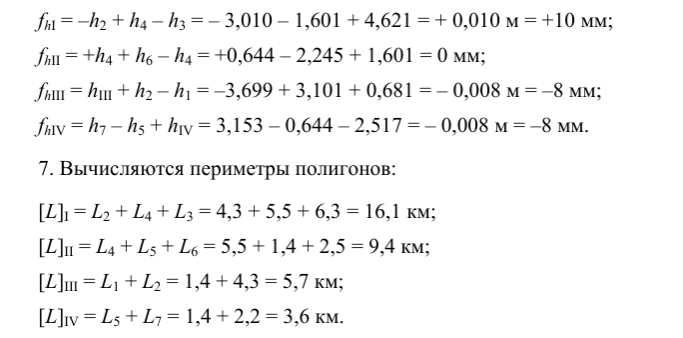 fhI = –h2 + h4 – h3 = – 3,010 – 1,601 + 4,621 = + 0,010 м = +10 мм;
fhII = +h4 + h6 – h4 = +0,644 – 2,245 + 1,601 = 0 мм;
fhIII = hIII + h2 – h1 = –3,699 + 3,101 + 0,681 = – 0,008 м = –8 мм;
fhIV = h7 – h5 + hIV = 3,153 – 0,644 – 2,517 = – 0,008 м = –8 мм.
7. Вычисляются периметры полигонов:
[L]I = L2 + L4 + L3 = 4,3 + 5,5 + 6,3 = 16,1 км;
[L]II = L4 + L5 + L6 = 5,5 + 1,4 + 2,5 = 9,4 км;
[L]III = L1 + L2 = 1,4 + 4,3 = 5,7 км;
[L]IV = L5 + L7 = 1,4 + 2,2 = 3,6 км.